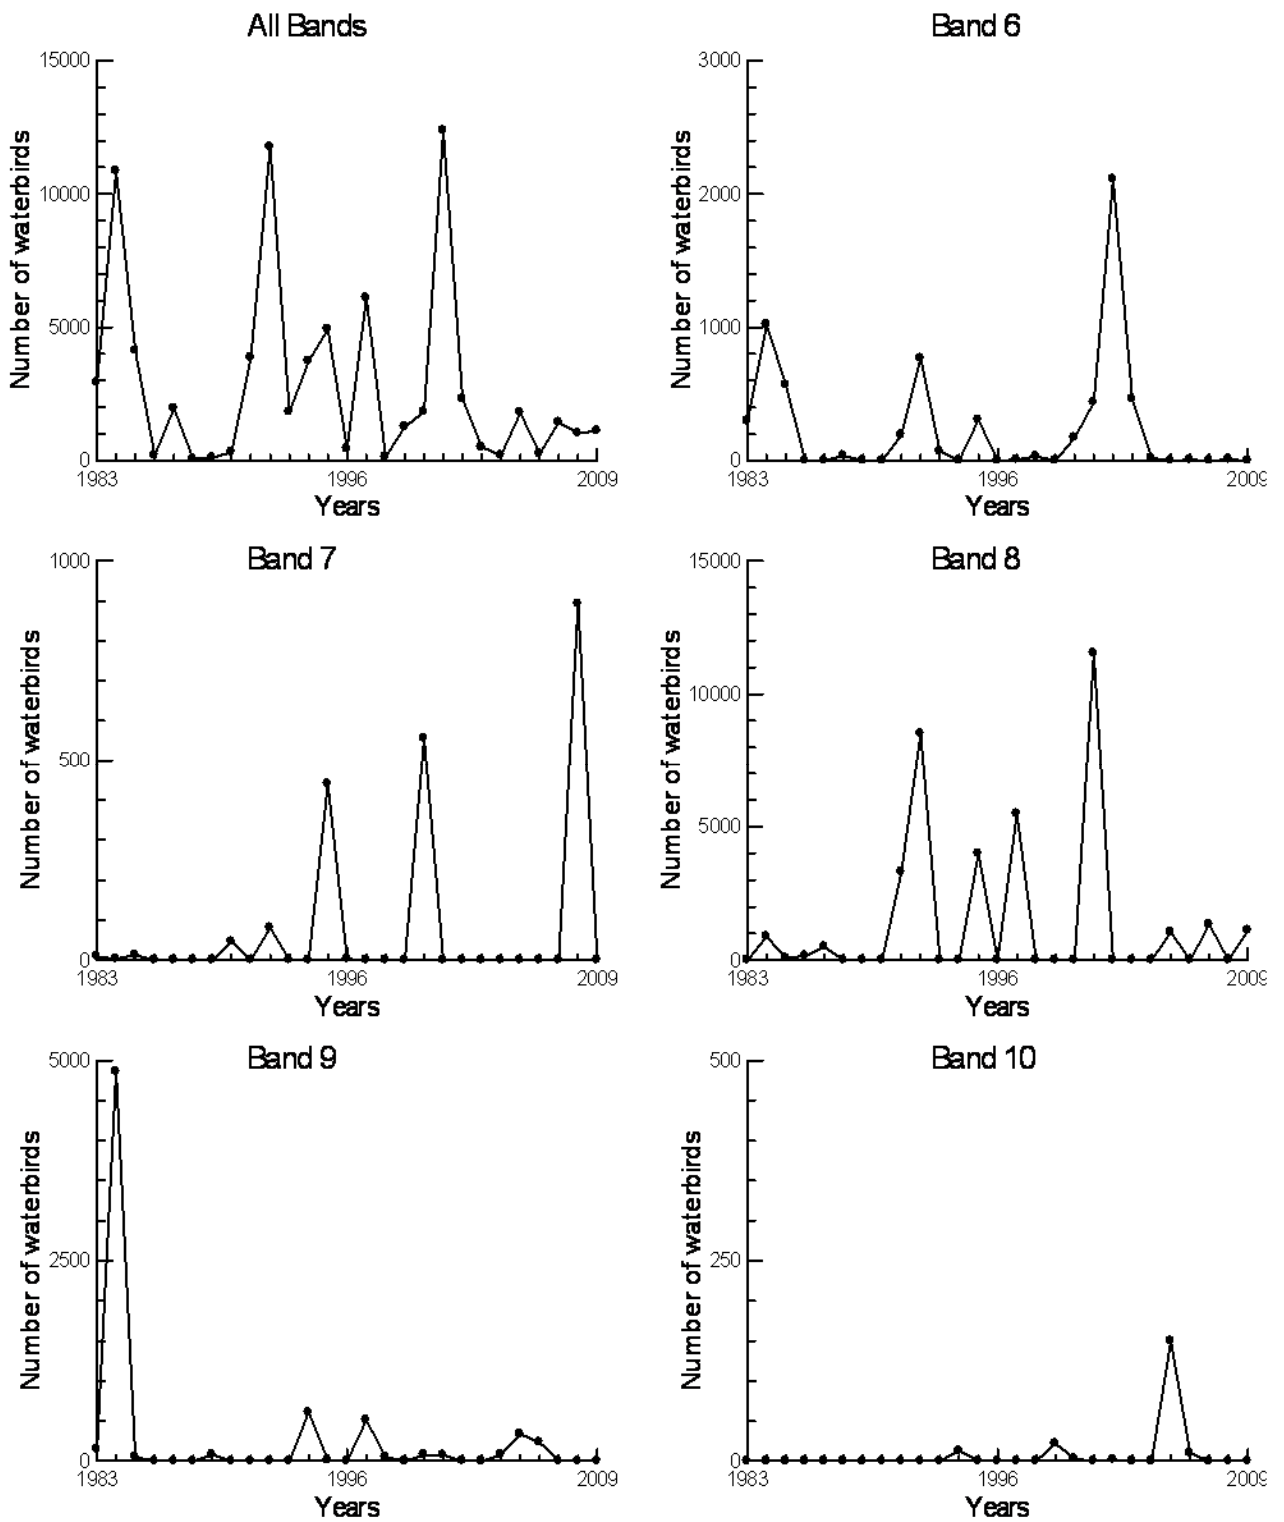 All Bands
15000
10000
5000
0
Number of waterbirds
1983
1996
2009
Years
Band 6
3000
2000
1000
0
Number of waterbirds
1983
1996
2009
Years
Band 7
1000
500
0
Number of waterbirds
1983
1996
2009
Years
Band 8
15000
10000
5000
0
Number of waterbirds
1983
1996
2009
Years
Band 9
5000
2500
0
Number of waterbirds
1983
1996
2009
Years
Band 10
500
250
0
Number of waterbirds
1983
1996
2009
Years